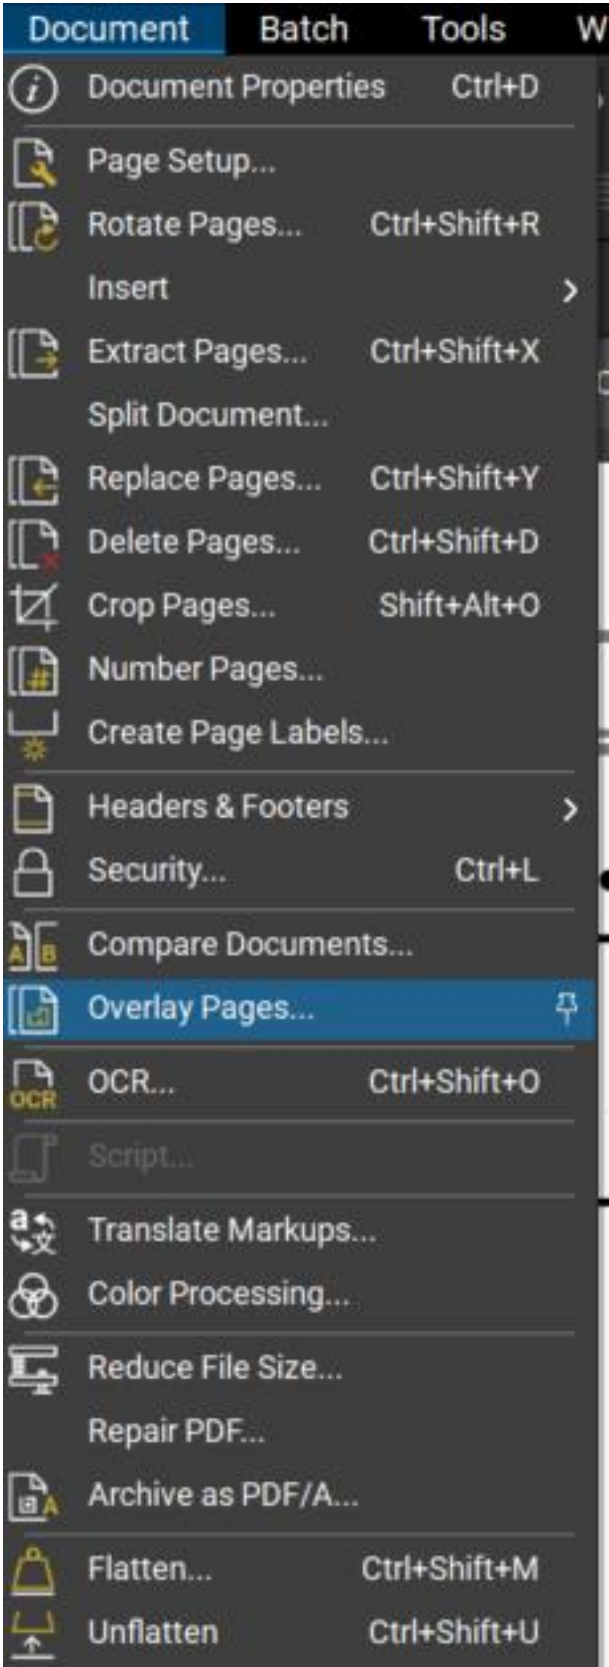 Document Batch Tools W
Document Properties Ctrl+D
Page Setup...
Rotate Pages... Ctrl+Shift+R
Insert
Extract Pages... Ctrl+Shift+X
Split Document...
Replace Pages... Ctrl+Shift+Y
Delete Pages... Ctrl+Shift+D
Crop Pages... Shift+Alt+O
Number Pages...
Create Page Labels...
Headers & Footers
Security... Ctrl+L
A B Compare Documents...
Overlay Pages...
OCR OCR... Ctrl+Shift+O
Script...
a 文 Translate Markups...
Color Processing...
Reduce File Size...
Repair PDF...
A Archive as PDF/A...
Flatten... Ctrl+Shift+M
Unflatten Ctrl+Shift+U